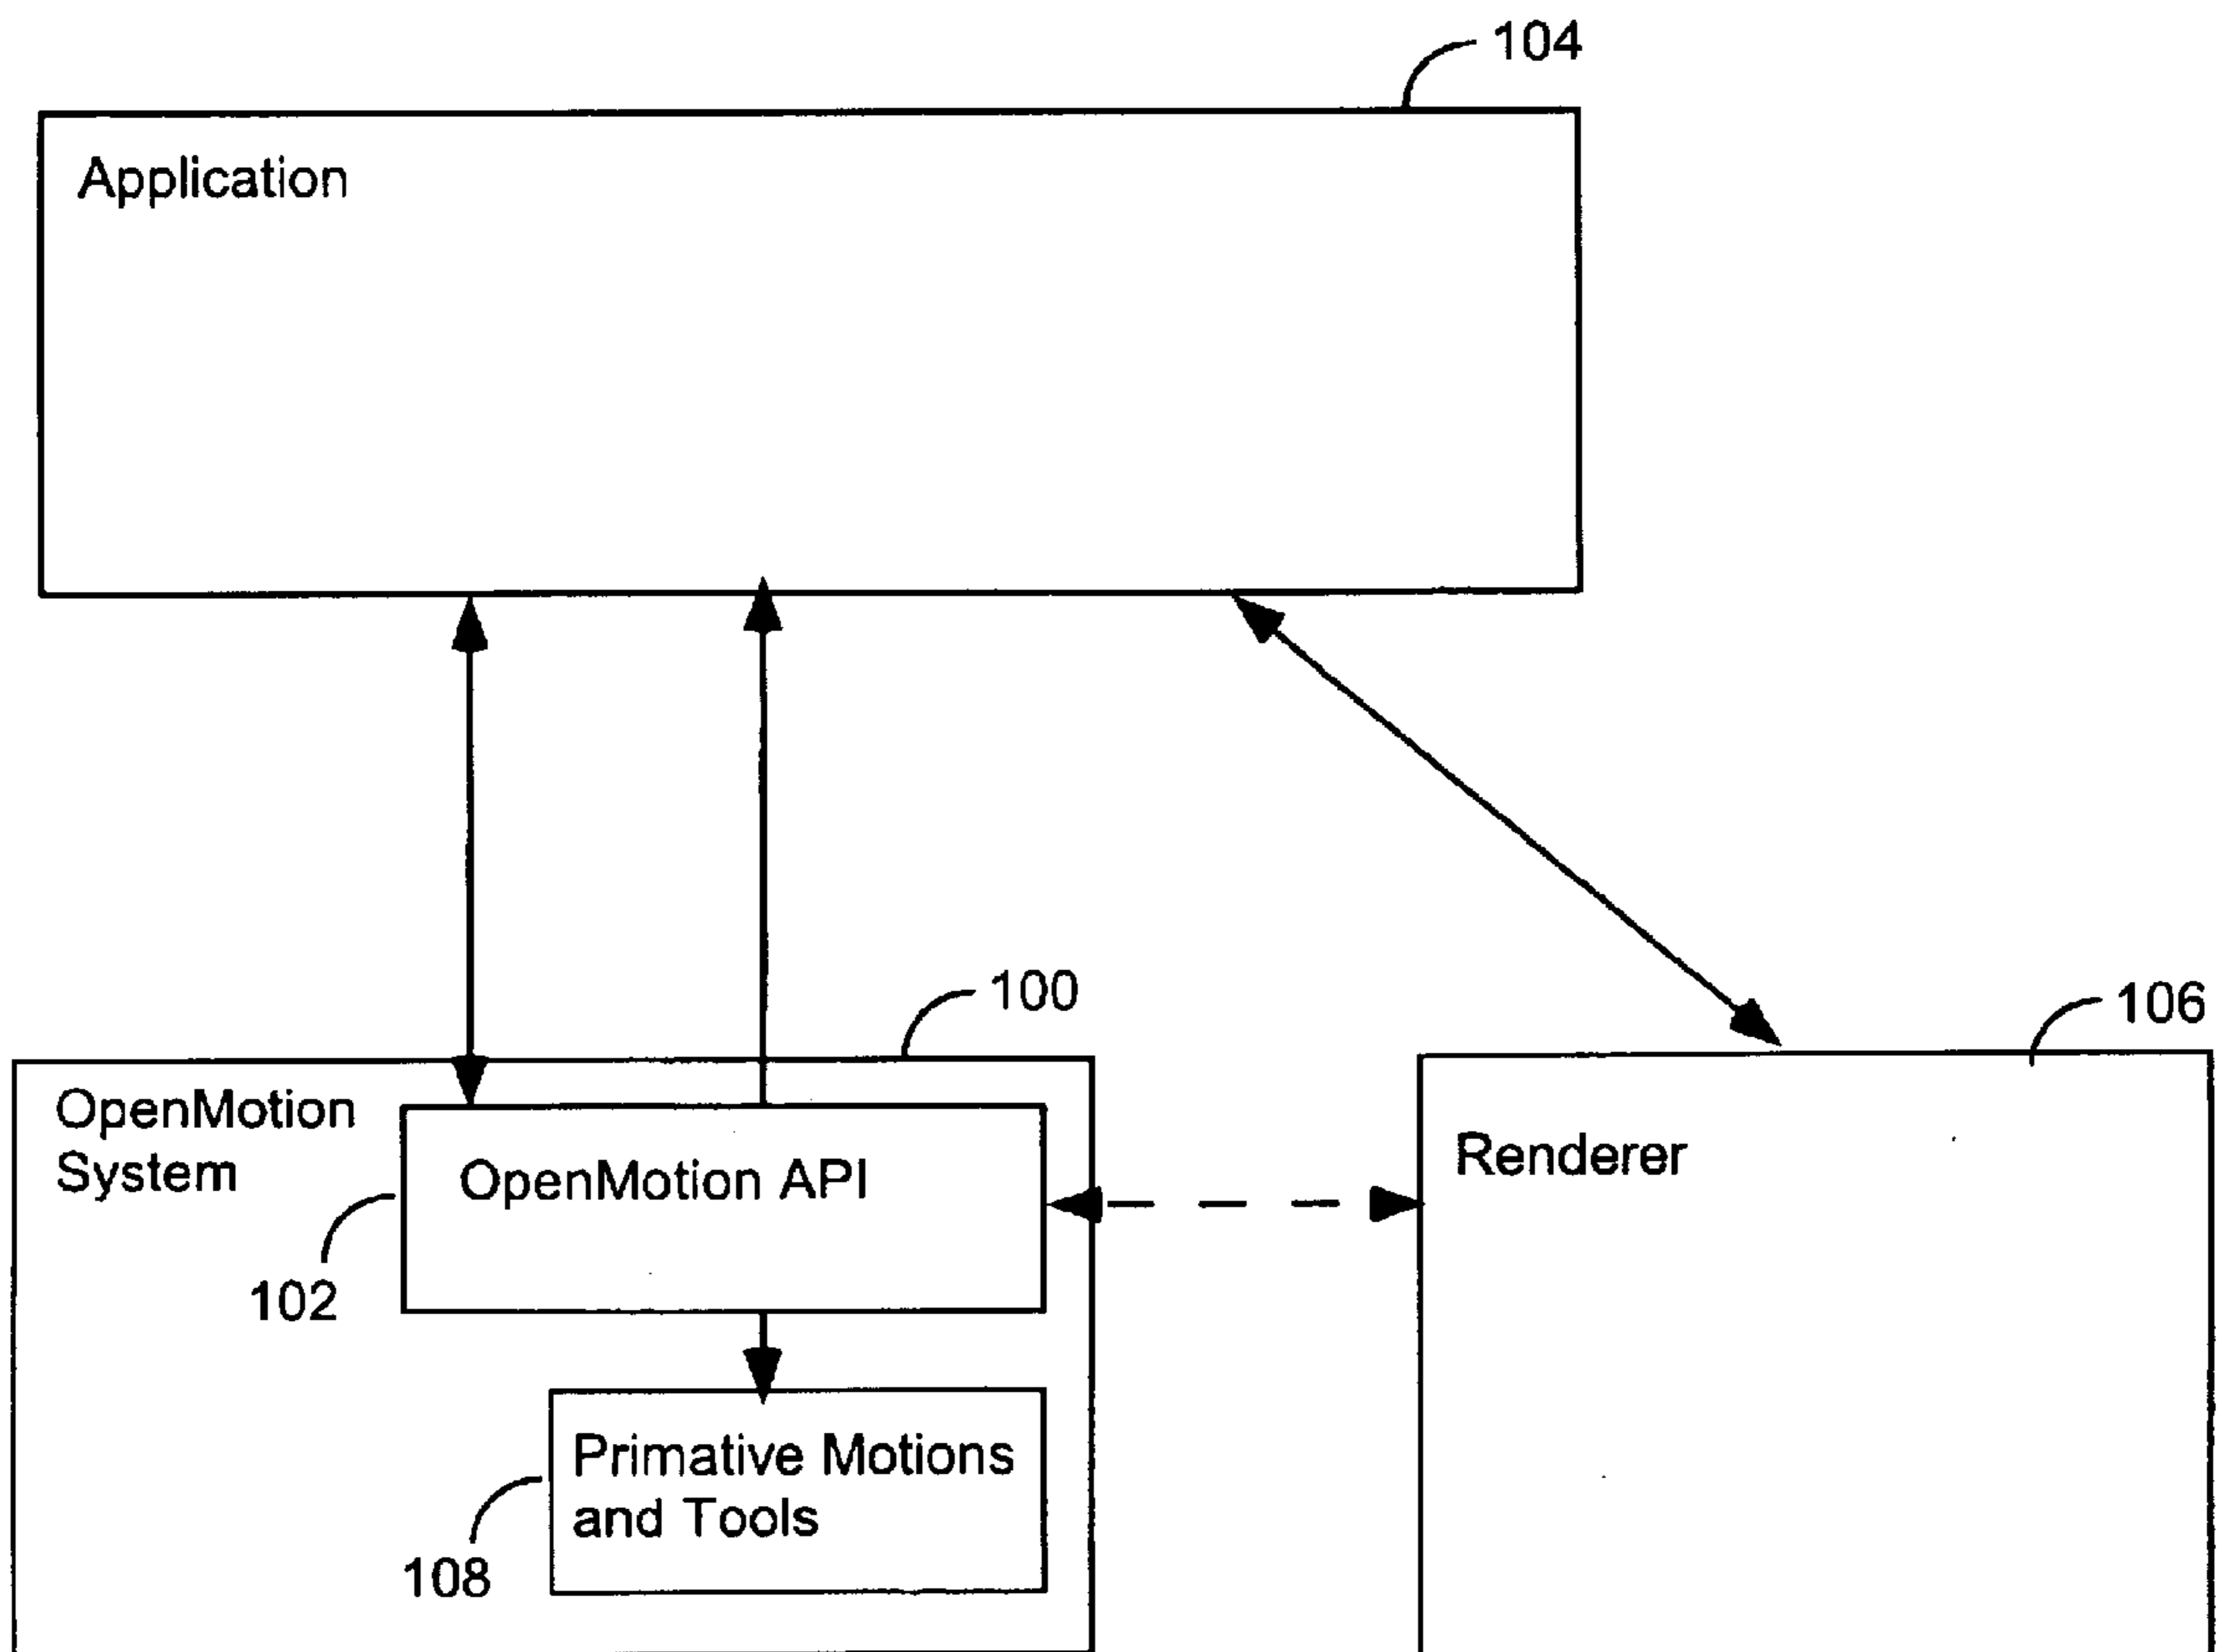 104
Application
100
106
OpenMotion
System
OpenMotion API
Renderer
102
Primative Motions
and Tools
108